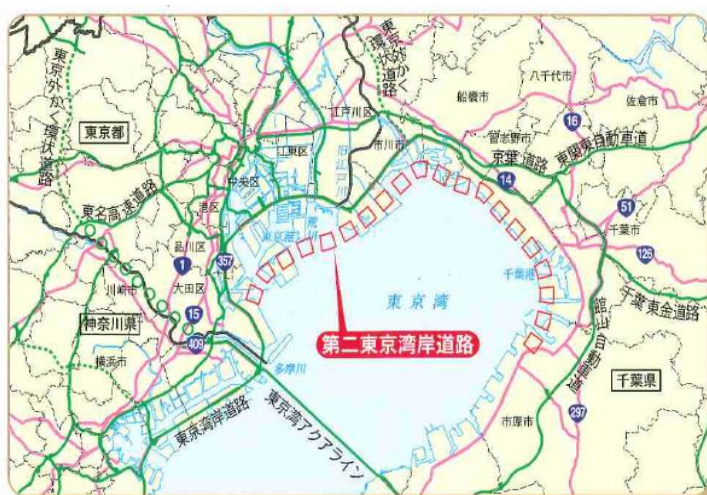 東京外かく環状道路
東京外かく環状道路
船橋市
八千代市
佐倉市
16
東京都
江戸川区
市川市
習志野市
江東区
旧江戸川
京葉道路
東関東自動車道
中央区
14
東名高速道路
港区
荒川
51
東京港
千葉市
品川区
357
126
1
千葉港
川崎市
大田区
東京湾
千葉東金道路
15
神奈川県
第二東京湾岸道路
館山自動車道
409
横浜市
多摩川
千葉県
東京湾岸道路
東京湾アクアライン
市原市
297